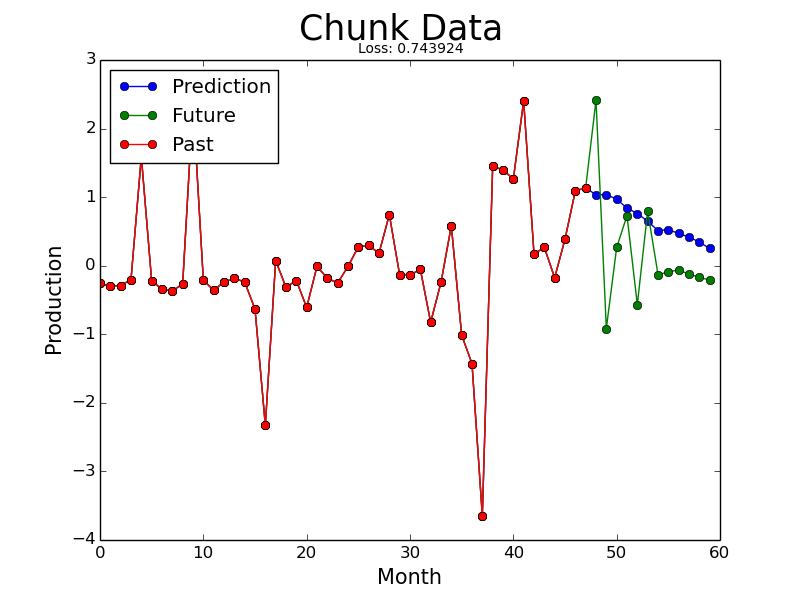 Chunk Data
Loss: 0.743924
Prediction
Future
Past
3
2
1
0
−1
−2
−3
−4
Production
0 10 20 30 40 50 60
Month